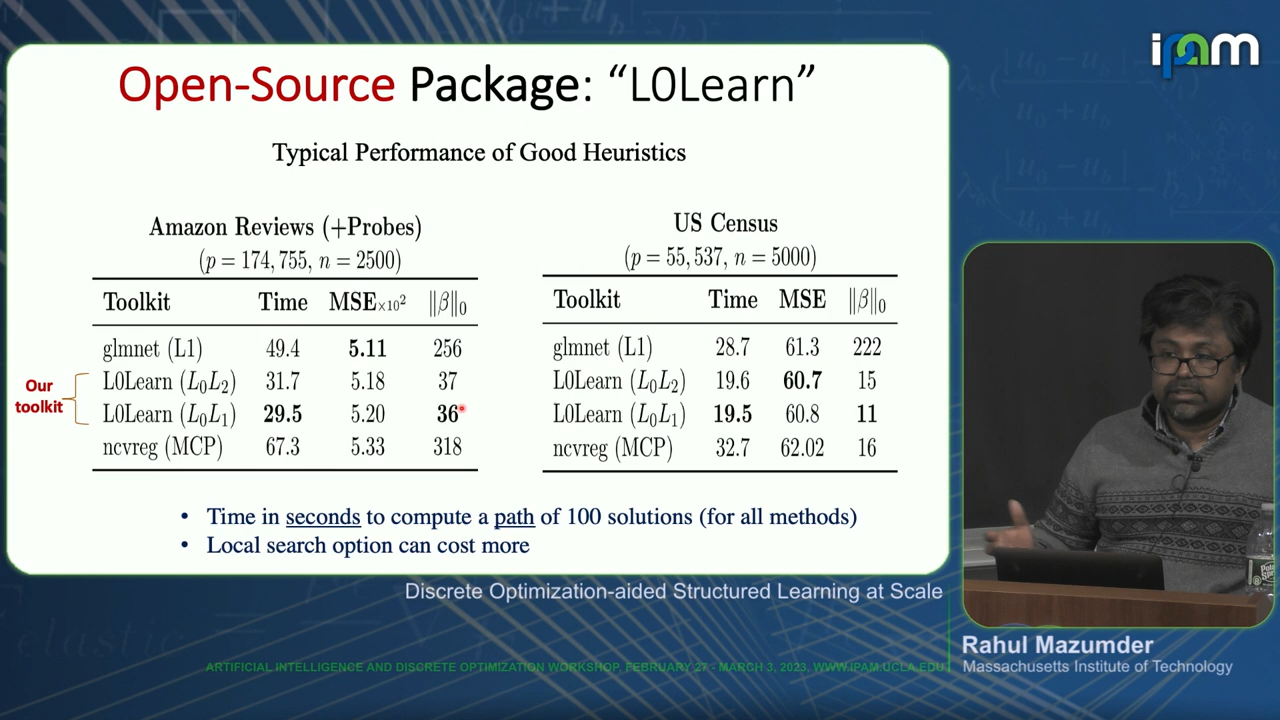 ipam
Open-Source Package: “L0Learn”
Typical Performance of Good Heuristics
Amazon Reviews (+Probes)
(p = 174,755, n = 2500)
Toolkit Time MSE×10² ||β||₀
glmnet (L1) 49.4 5.11 256
L0Learn (L₀L₂) 31.7 5.18 37
L0Learn (L₀L₁) 29.5 5.20 36
ncvreg (MCP) 67.3 5.33 318
Our
toolkit
US Census
(p = 55,537, n = 5000)
Toolkit Time MSE ||β||₀
glmnet (L1) 28.7 61.3 222
L0Learn (L₀L₂) 19.6 60.7 15
L0Learn (L₀L₁) 19.5 60.8 11
ncvreg (MCP) 32.7 62.02 16
• Time in seconds to compute a path of 100 solutions (for all methods)
• Local search option can cost more
Discrete Optimization-aided Structured Learning at Scale
Rahul Mazumder
Massachusetts Institute of Technology
ARTIFICIAL INTELLIGENCE AND DISCRETE OPTIMIZATION WORKSHOP, FEBRUARY 27 - MARCH 3, 2023, WWW.IPAM.UCLA.EDU
elastic